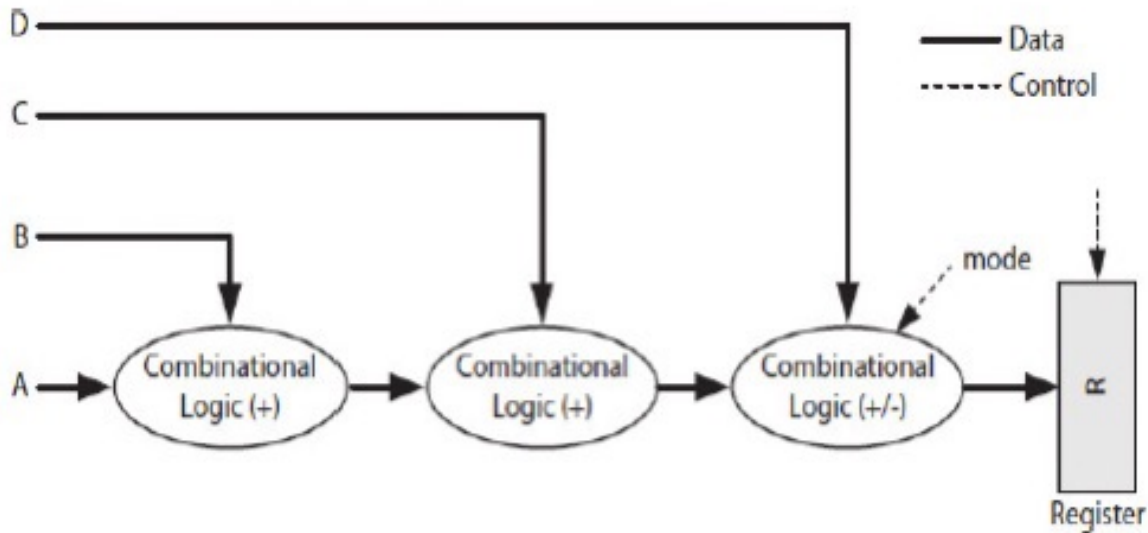 D
Data
Control
C
B
mode
A
Combinational
Logic (+)
Combinational
Logic (+)
Combinational
Logic (+/-)
R
Register